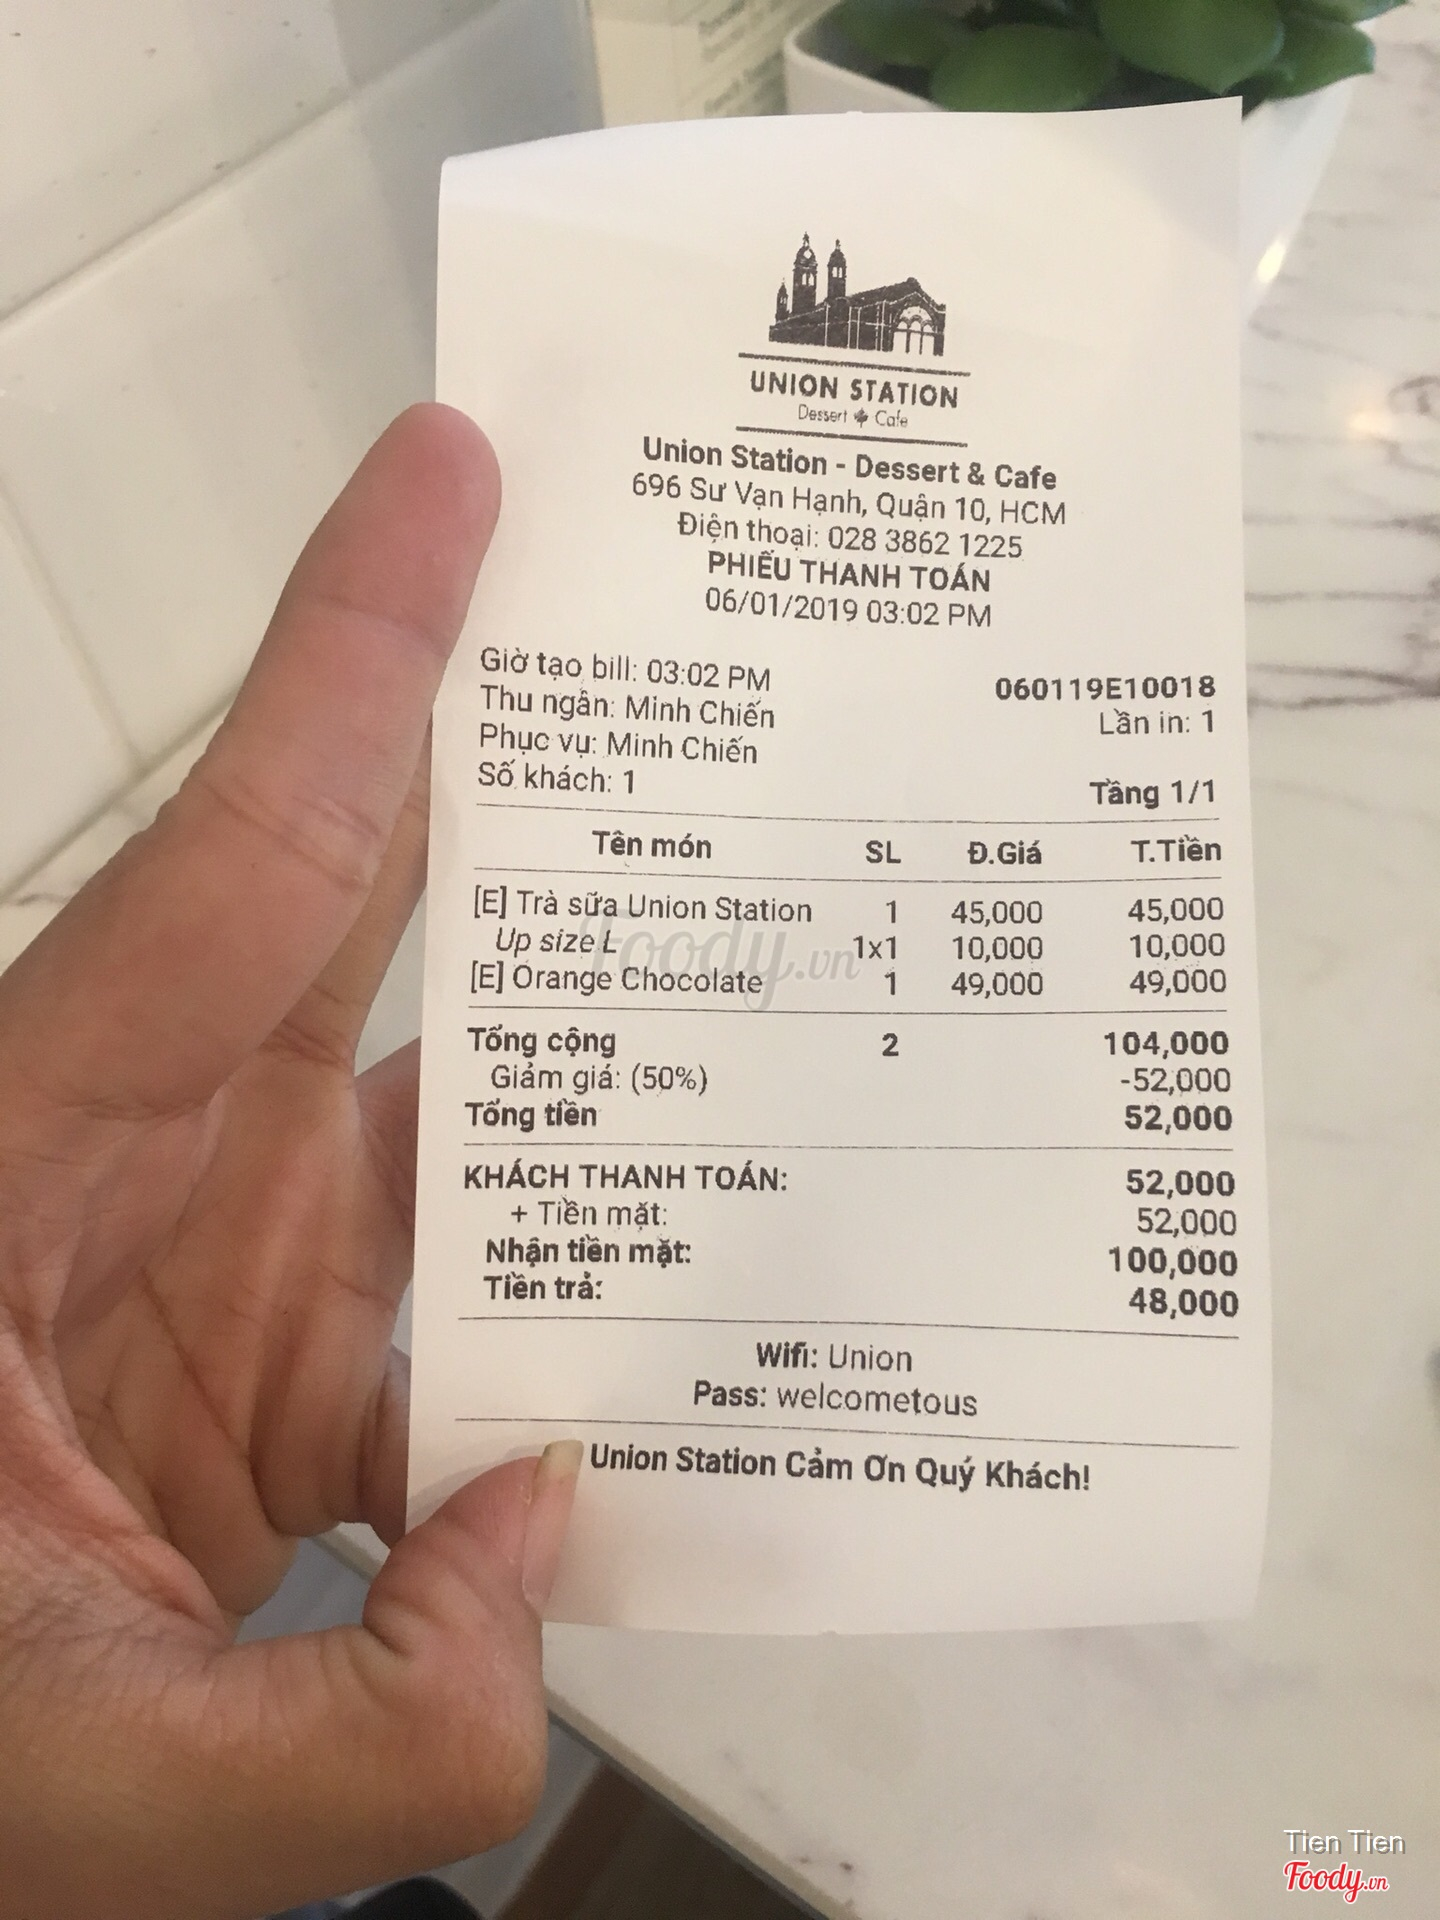 UNION STATION
Dessert Cafe
Union Station - Dessert & Cafe
696 Sư Vạn Hạnh, Quận 10, HCM
Điện thoại: 028 3862 1225
PHIẾU THANH TOÁN
06/01/2019 03:02 PM
Giờ tạo bill: 03:02 PM
060119E10018
Thu ngân: Minh Chiến
Lần in: 1
Phục vụ: Minh Chiến
Số khách: 1
Tầng 1/1
Tên món SL Đ.Giá T.Tiền
[E] Trà sữa Union Station 1 45,000 45,000
Up size L 1x1 10,000 10,000
[E] Orange Chocolate 1 49,000 49,000
Tổng cộng 2 104,000
Giảm giá: (50%) -52,000
Tổng tiền 52,000
KHÁCH THANH TOÁN: 52,000
+ Tiền mặt: 52,000
Nhận tiền mặt: 100,000
Tiền trả: 48,000
Wifi: Union
Pass: welcometous
Union Station Cảm Ơn Quý Khách!
Foody.vn
Tien Tien
Foody.vn